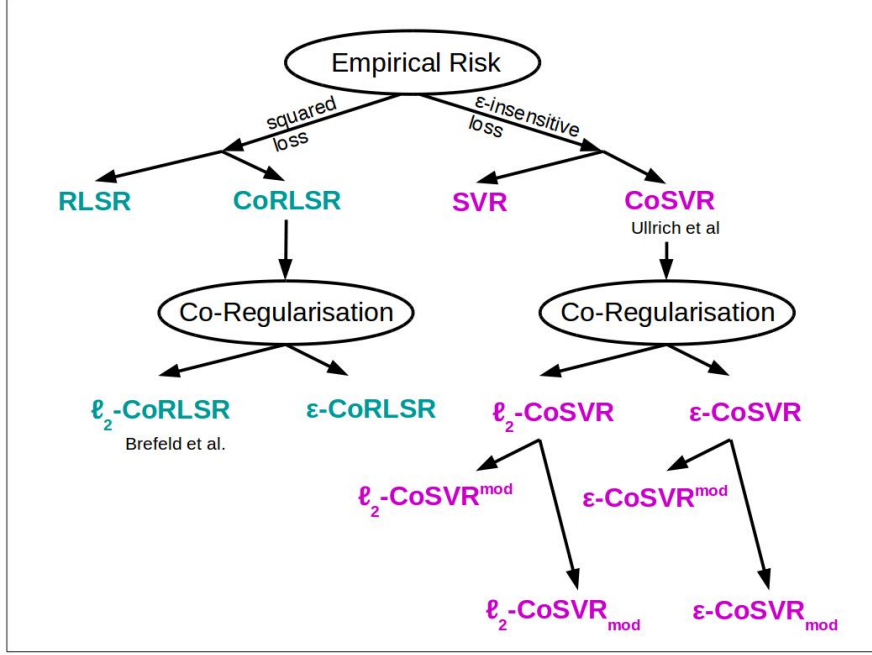 Empirical Risk
squared
loss
ε-insensitive
loss
RLSR
CoRLSR
SVR
CoSVR
Ullrich et al
Co-Regularisation
Co-Regularisation
ℓ₂-CoRLSR
ε-CoRLSR
ℓ₂-CoSVR
ε-CoSVR
Brefeld et al.
ℓ₂-CoSVRᵐᵒᵈ
ε-CoSVRᵐᵒᵈ
ℓ₂-CoSVRmod
ε-CoSVRmod